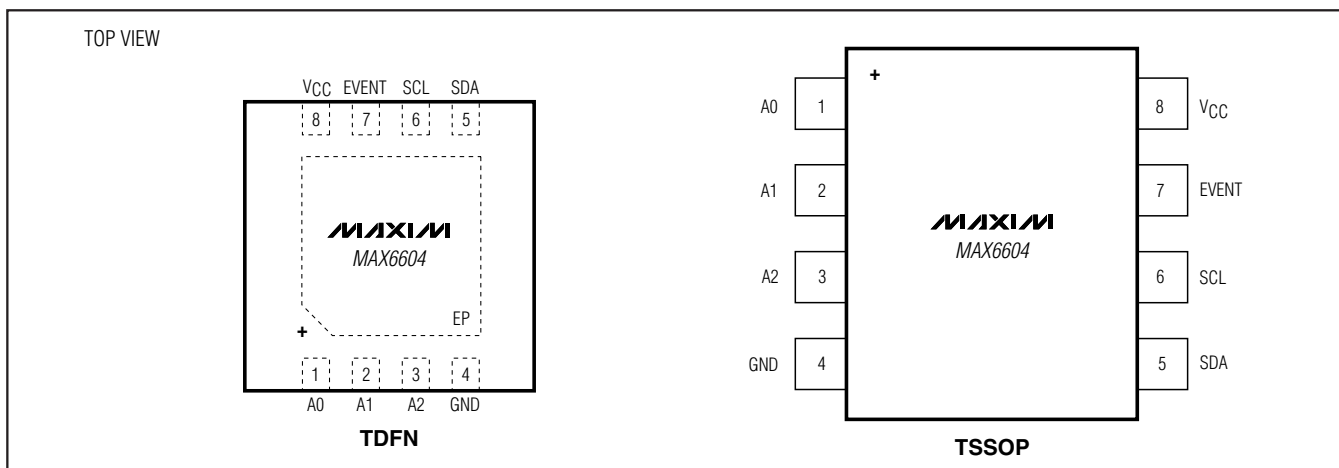 TOP VIEW
VCC EVENT SCL SDA
8 7 6 5
MAXIM
MAX6604
EP
+
1 2 3 4
A0 A1 A2 GND
TDFN
+
A0 1 8 VCC
A1 2 7 EVENT
MAXIM
MAX6604
A2 3 6 SCL
GND 4 5 SDA
TSSOP